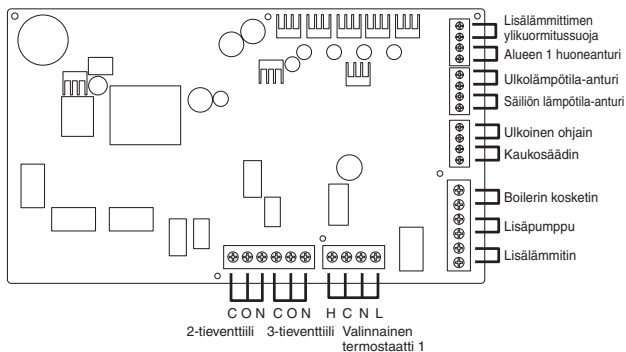 Lisälämmittimen
ylikuormitussuoja
Alueen 1 huoneanturi
Ulkolämpötila-anturi
Säiliön lämpötila-anturi
Ulkoinen ohjain
Kaukosäädin
Boilerin kosketin
Lisäpumppu
Lisälämmitin
C O N C O N H C N L
2-tieventtiili 3-tieventtiili Valinnainen
termostaatti 1